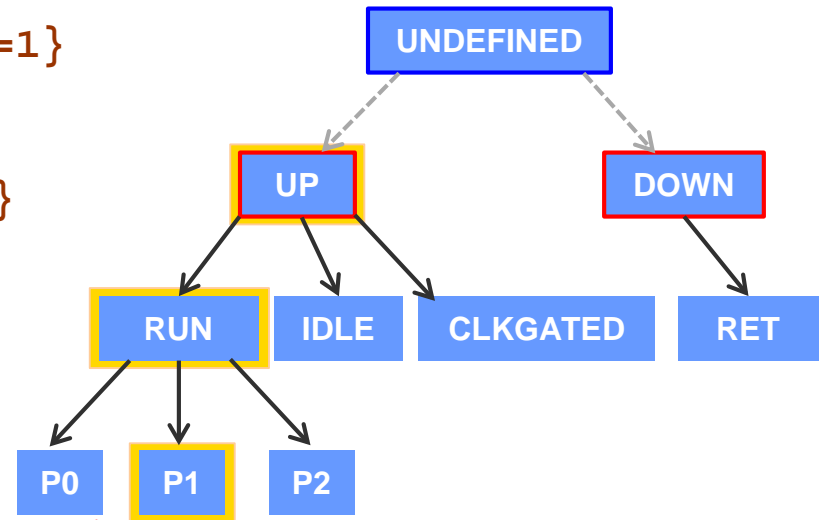 =1}
UNDEFINED
}
UP
DOWN
RUN
IDLE
CLKGATED
RET
P0
P1
P2